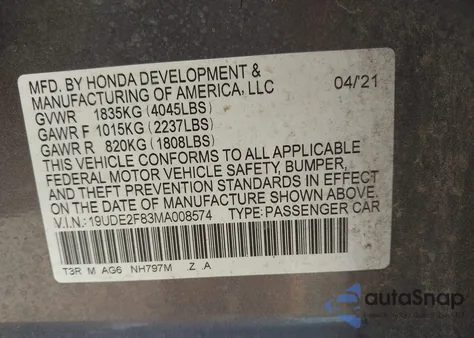 MFD. BY HONDA DEVELOPMENT &
MANUFACTURING OF AMERICA, LLC 04/'21
GVWR 1835KG (4045LBS)
GAWR F 1015KG (2237LBS)
GAWR R 820KG (1808LBS)
THIS VEHICLE CONFORMS TO ALL APPLICABLE
FEDERAL MOTOR VEHICLE SAFETY, BUMPER,
AND THEFT PREVENTION STANDARDS IN EFFECT
ON THE DATE OF MANUFACTURE SHOWN ABOVE.
V.I.N.: 19UDE2F83MA008574 TYPE: PASSENGER CAR
T3R M AG6 NH797M .Z .A
autaSnap